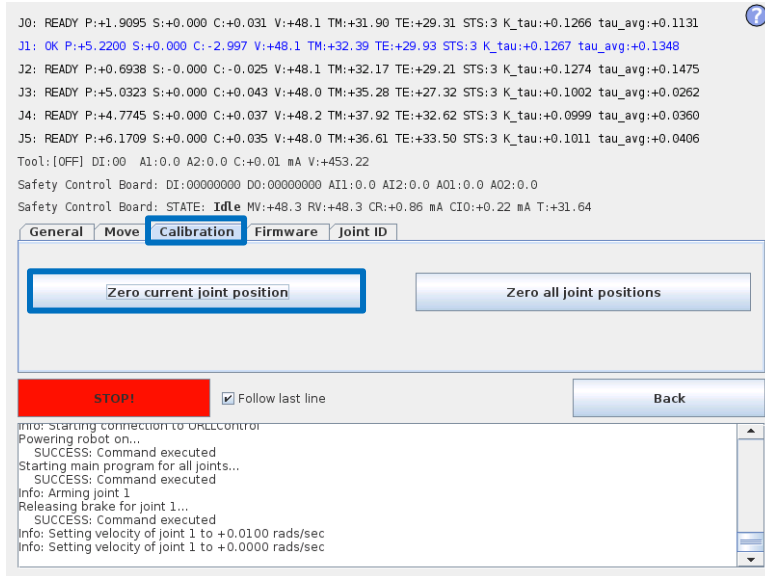 J0: READY P:+1.9095 S:+0.000 C:+0.031 V:+48.1 TM:+31.90 TE:+29.31 STS:3 K_tau:+0.1266 tau_avg:+0.1131
J1: OK P:+5.2200 S:+0.000 C:-2.997 V:+48.1 TM:+32.39 TE:+29.93 STS:3 K_tau:+0.1267 tau_avg:+0.1348
J2: READY P:+0.6938 S:-0.000 C:-0.025 V:+48.1 TM:+32.17 TE:+29.21 STS:3 K_tau:+0.1274 tau_avg:+0.1475
J3: READY P:+5.0323 S:+0.000 C:+0.043 V:+48.0 TM:+35.28 TE:+27.32 STS:3 K_tau:+0.1002 tau_avg:+0.0262
J4: READY P:+4.7745 S:+0.000 C:+0.037 V:+48.2 TM:+37.92 TE:+32.62 STS:3 K_tau:+0.0999 tau_avg:+0.0360
J5: READY P:+6.1709 S:+0.000 C:+0.035 V:+48.0 TM:+36.61 TE:+33.50 STS:3 K_tau:+0.1011 tau_avg:+0.0406
Tool:[OFF] DI:00 A1:0.0 A2:0.0 C:+0.01 mA V:+453.22
Safety Control Board: DI:00000000 DO:00000000 AI1:0.0 AI2:0.0 AO1:0.0 AO2:0.0
Safety Control Board: STATE: Idle MV:+48.3 RV:+48.3 CR:+0.86 mA CIO:+0.22 mA T:+31.64
?
General Move Calibration Firmware Joint ID
Zero current joint position Zero all joint positions
STOP! Follow last line Back
Info: Starting connection to URLLControl
Powering robot on...
SUCCESS: Command executed
Starting main program for all joints...
SUCCESS: Command executed
Info: Arming joint 1
Releasing brake for joint 1...
SUCCESS: Command executed
Info: Setting velocity of joint 1 to +0.0100 rads/sec
Info: Setting velocity of joint 1 to +0.0000 rads/sec